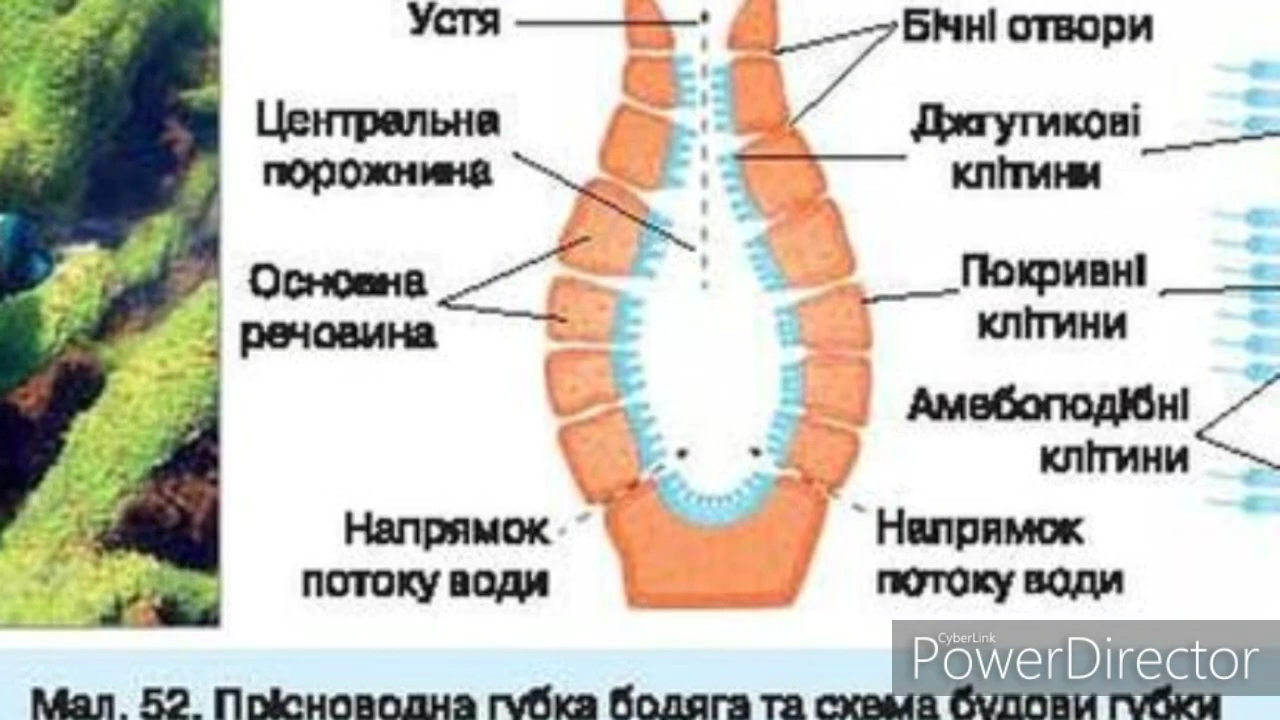 Устя
Бічні отвори
Центральна
порожнина
Джгутикові
клітини
Основна
речовина
Покривні
клітини
Амебоподібні
клітини
Напрямок
потоку води
Напрямок
потоку води
CyberLink
PowerDirector
Мал. 52. Прісноводна губка бодяга та схема будови губки